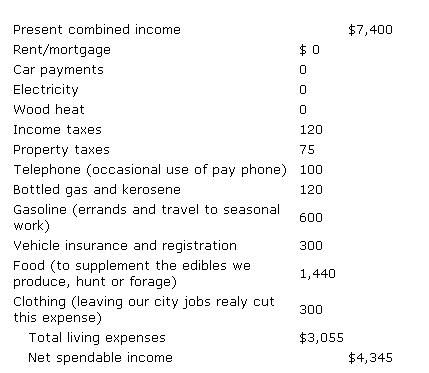 Present combined income $7,400
Rent/mortgage $ 0
Car payments 0
Electricity 0
Wood heat 0
Income taxes 120
Property taxes 75
Telephone (occasional use of pay phone) 100
Bottled gas and kerosene 120
Gasoline (errands and travel to seasonal
work) 600
Vehicle insurance and registration 300
Food (to supplement the edibles we
produce, hunt or forage) 1,440
Clothing (leaving our city jobs realy cut
this expense) 300
Total living expenses $3,055
Net spendable income $4,345